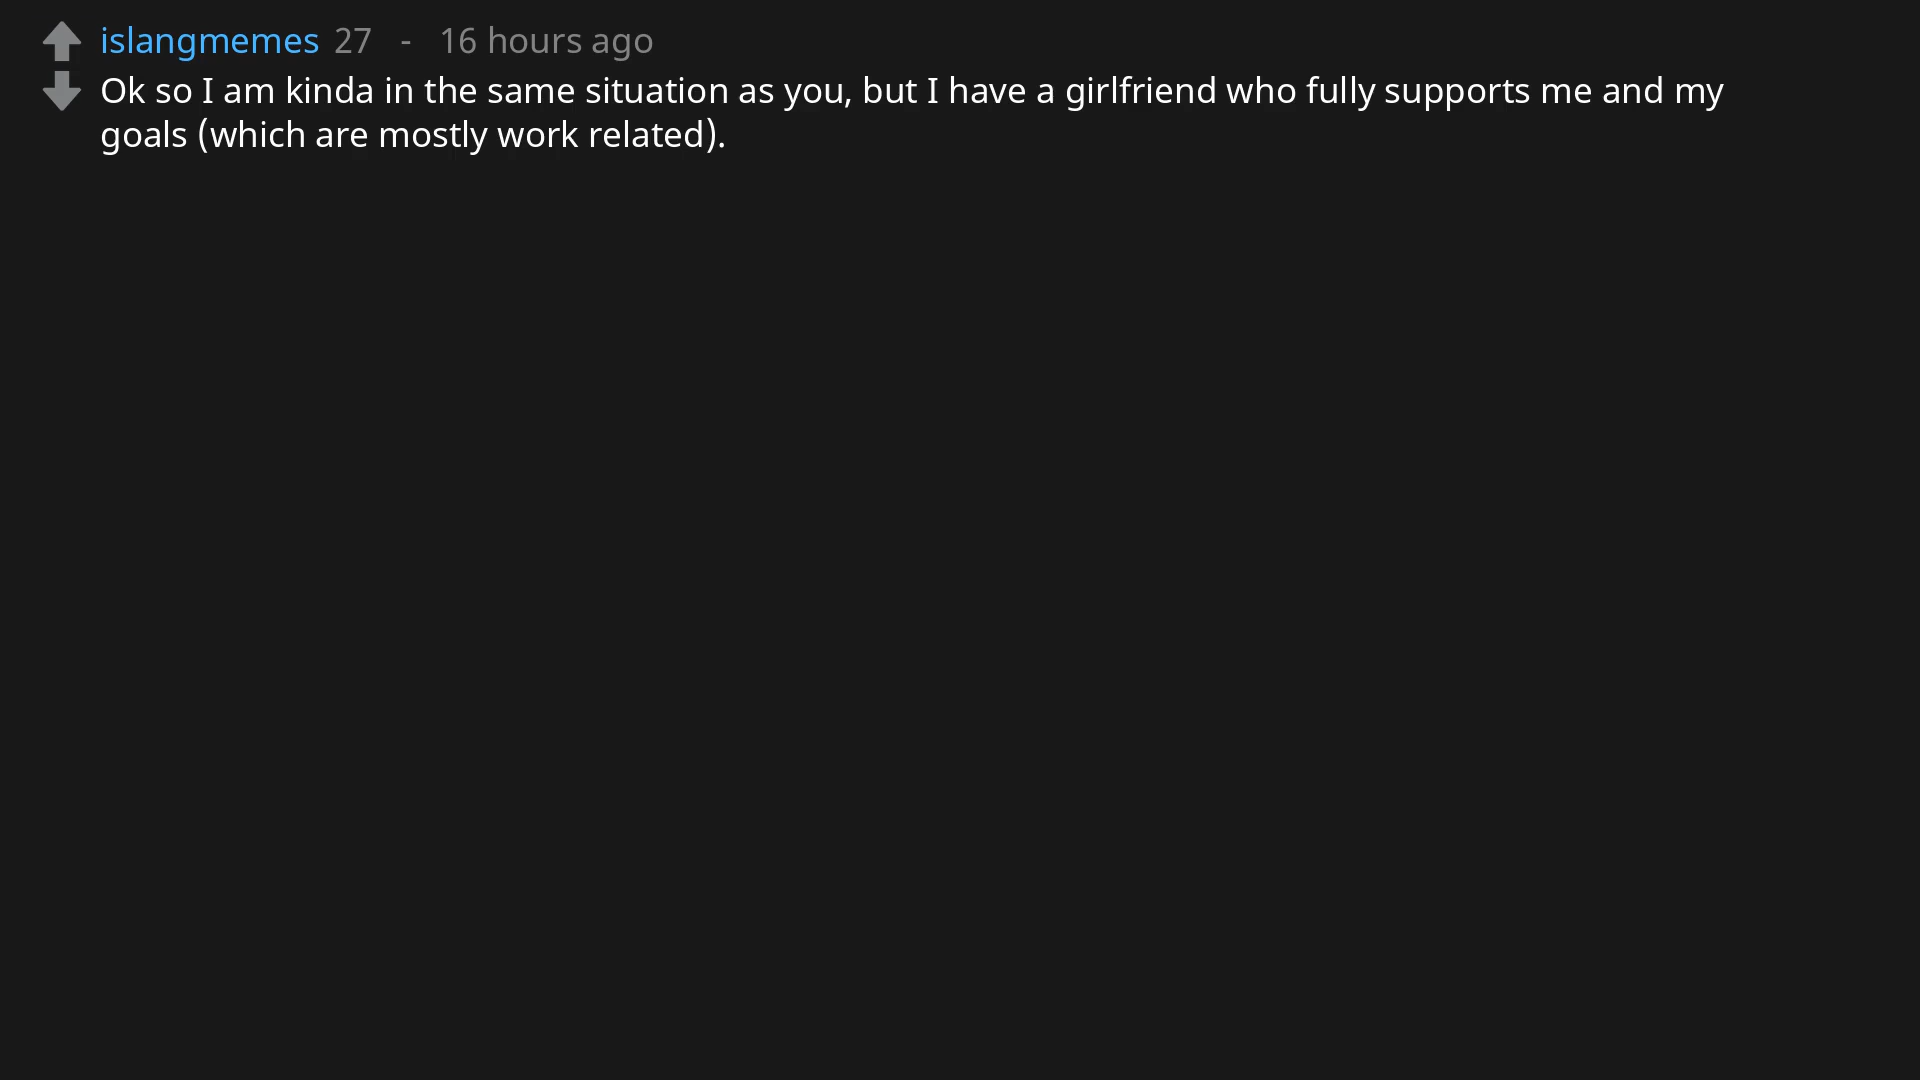 islangmemes 27 - 16 hours ago
Ok so I am kinda in the same situation as you, but I have a girlfriend who fully supports me and my
goals (which are mostly work related).